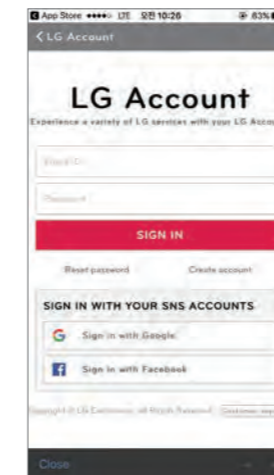 App Store LTE 오전 10:26 83%
LG Account
LG Account
Experience a variety of LG services with your LG Accou
Email ID
Password
SIGN IN
Reset password Create account
SIGN IN WITH YOUR SNS ACCOUNTS
Sign in with Google
Sign in with Facebook
Copyright © LG Electronics. All Rights Reserved.
Close